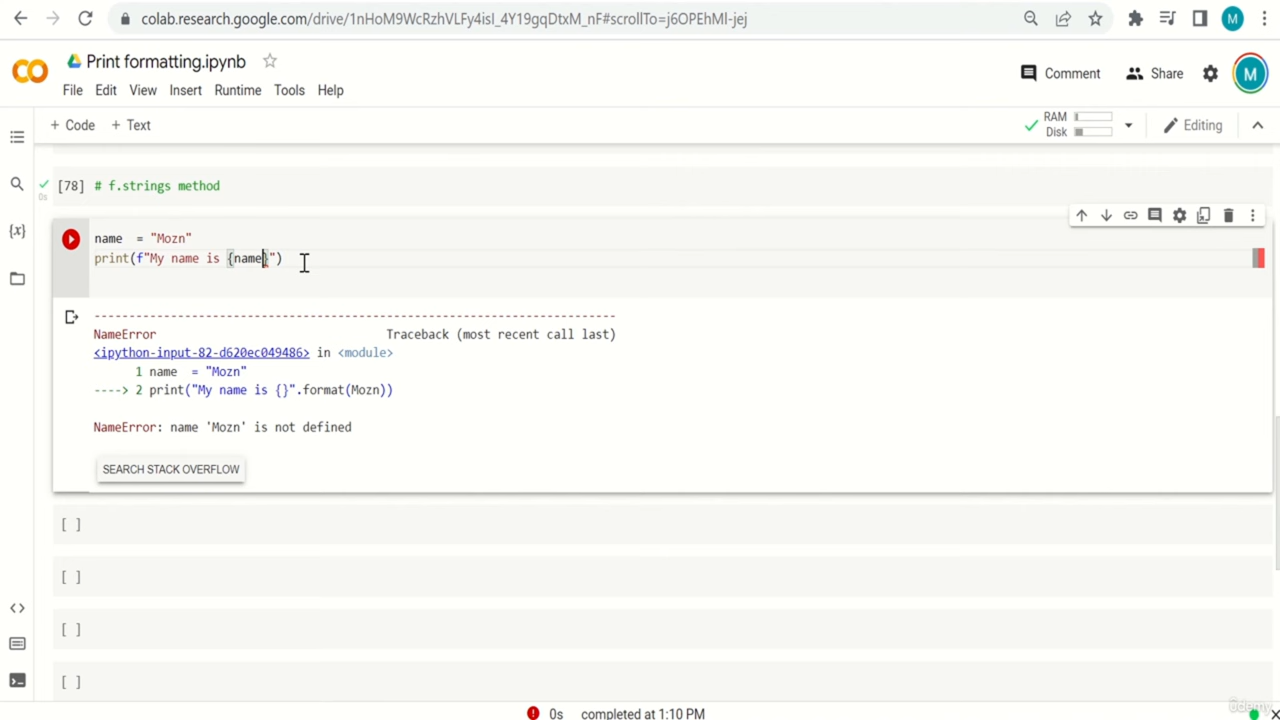 colab.research.google.com/drive/1nHoM9WcRzhVLFy4isI_4Y19gqDtxM_nF#scrollTo=j6OPEhMl-jej
M
CO
Print formatting.ipynb
Comment
Share
M
File Edit View Insert Runtime Tools Help
+ Code + Text
RAM
Disk
Editing
0s
[78] # f.strings method
{x}
name  = "Mozn"
print(f"My name is {name}")
---------------------------------------------------------------------------
NameError                                 Traceback (most recent call last)
<ipython-input-82-d620ec049486> in <module>
      1 name  = "Mozn"
----> 2 print("My name is {}".format(Mozn))
NameError: name 'Mozn' is not defined
SEARCH STACK OVERFLOW
[ ]
[ ]
[ ]
[ ]
0s completed at 1:10 PM
Udemy